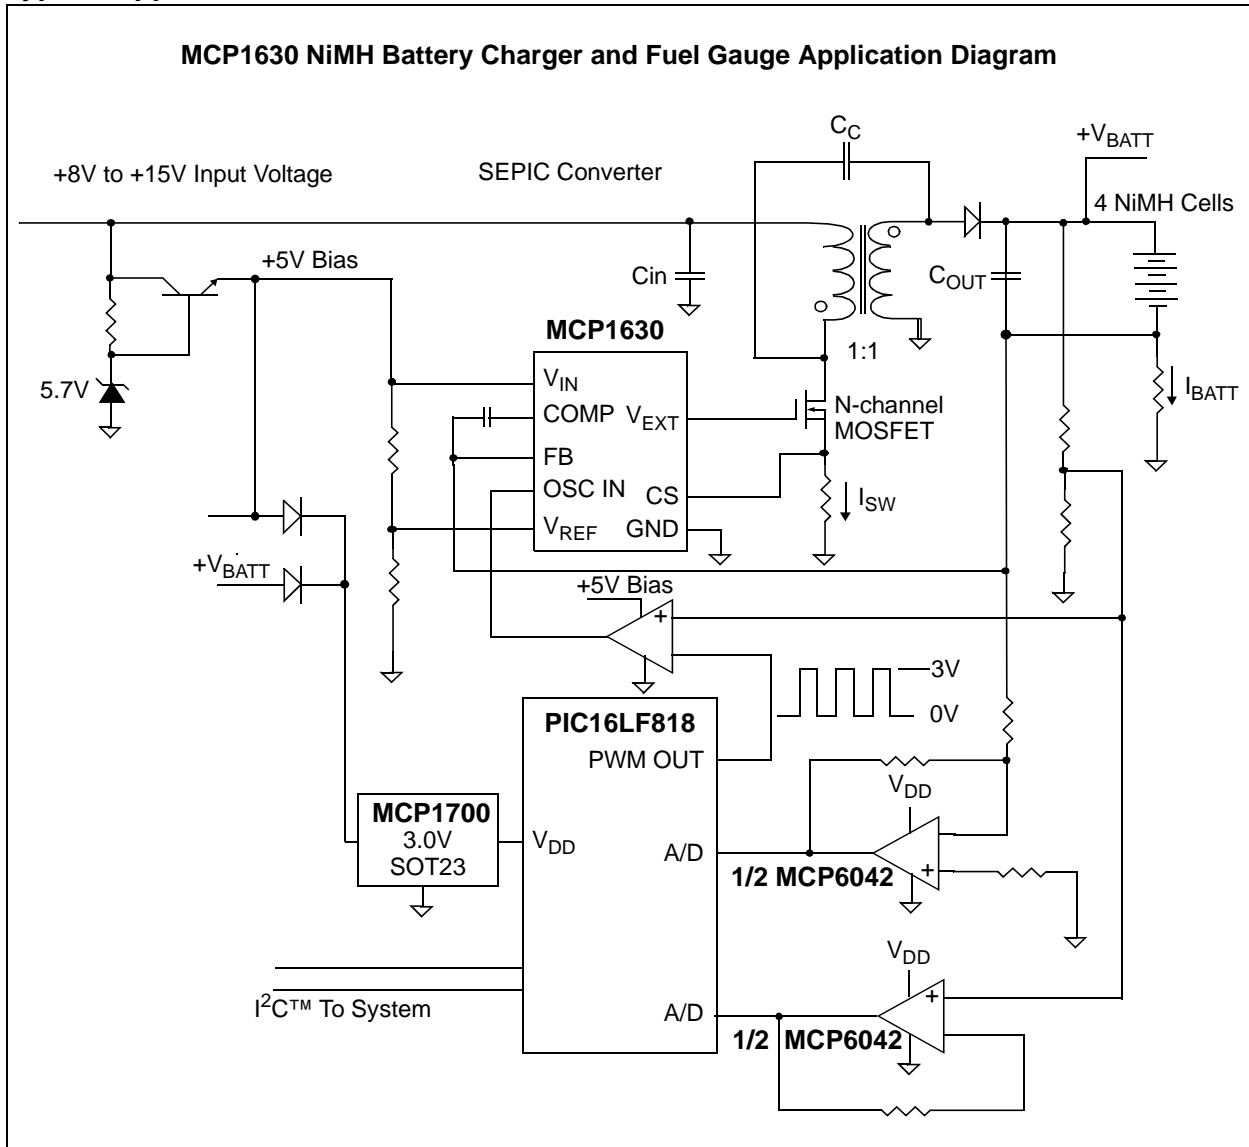 MCP1630 NiMH Battery Charger and Fuel Gauge Application Diagram
C_C
+V_BATT
+8V to +15V Input Voltage
SEPIC Converter
4 NiMH Cells
+5V Bias
Cin
C_OUT
MCP1630
1:1
5.7V
V_IN
COMP
V_EXT
N-channel
MOSFET
I_BATT
FB
OSC IN
CS
I_SW
V_REF
GND
+V_BATT
+5V Bias
+
3V
0V
PIC16LF818
PWM OUT
V_DD
MCP1700
3.0V
SOT23
V_DD
A/D
1/2 MCP6042
+
V_DD
I²C™ To System
+
A/D
1/2 MCP6042